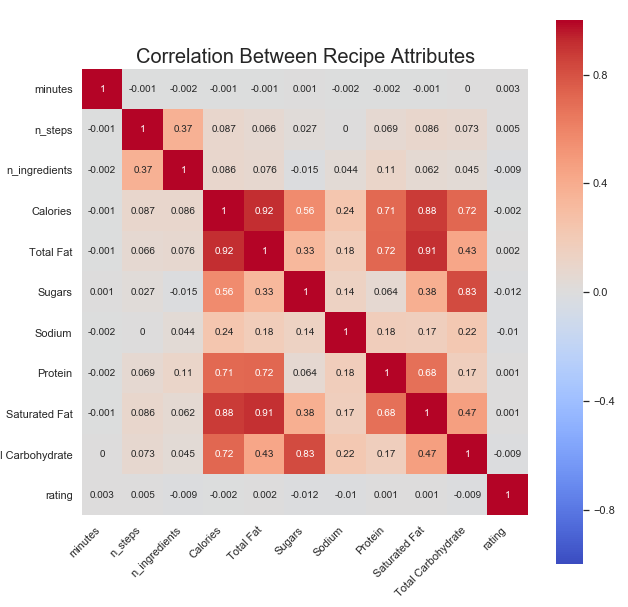 Correlation Between Recipe Attributes
minutes 1 -0.001 -0.002 -0.001 -0.001 0.001 -0.002 -0.002 -0.001 0 0.003
n_steps -0.001 1 0.37 0.087 0.066 0.027 0 0.069 0.086 0.073 0.005
n_ingredients -0.002 0.37 1 0.086 0.076 -0.015 0.044 0.11 0.062 0.045 -0.009
Calories -0.001 0.087 0.086 1 0.92 0.56 0.24 0.71 0.88 0.72 -0.002
Total Fat -0.001 0.066 0.076 0.92 1 0.33 0.18 0.72 0.91 0.43 0.002
Sugars 0.001 0.027 -0.015 0.56 0.33 1 0.14 0.064 0.38 0.83 -0.012
Sodium -0.002 0 0.044 0.24 0.18 0.14 1 0.18 0.17 0.22 -0.01
Protein -0.002 0.069 0.11 0.71 0.72 0.064 0.18 1 0.68 0.17 0.001
Saturated Fat -0.001 0.086 0.062 0.88 0.91 0.38 0.17 0.68 1 0.47 0.001
l Carbohydrate 0 0.073 0.045 0.72 0.43 0.83 0.22 0.17 0.47 1 -0.009
rating 0.003 0.005 -0.009 -0.002 0.002 -0.012 -0.01 0.001 0.001 -0.009 1
minutes n_steps n_ingredients Calories Total Fat Sugars Sodium Protein Saturated Fat Total Carbohydrate rating
0.8
0.4
0.0
−0.4
−0.8